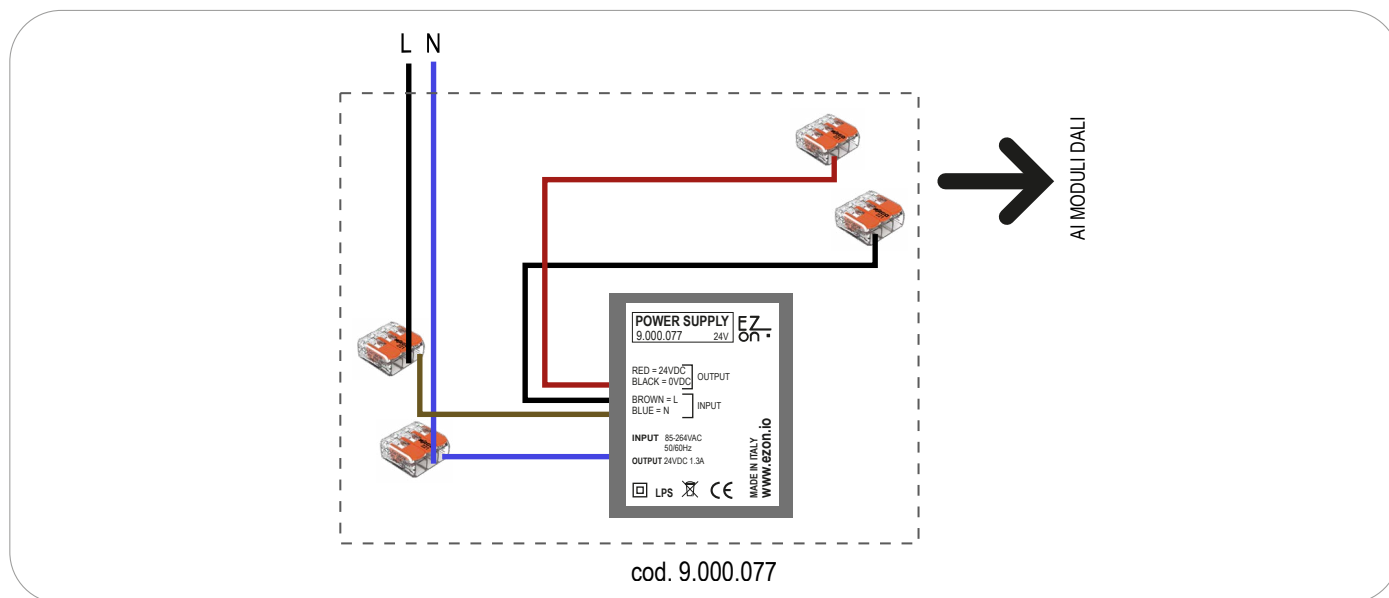 L N
AI MODULI DALI
POWER SUPPLY
9.000.077 24V
EZ
on
RED = 24VDC
BLACK = 0VDC
OUTPUT
BROWN = L
BLUE = N
INPUT
INPUT 85-264VAC
50/60Hz
OUTPUT 24VDC 1.3A
LPS CE
MADE IN ITALY
www.ezon.io
cod. 9.000.077